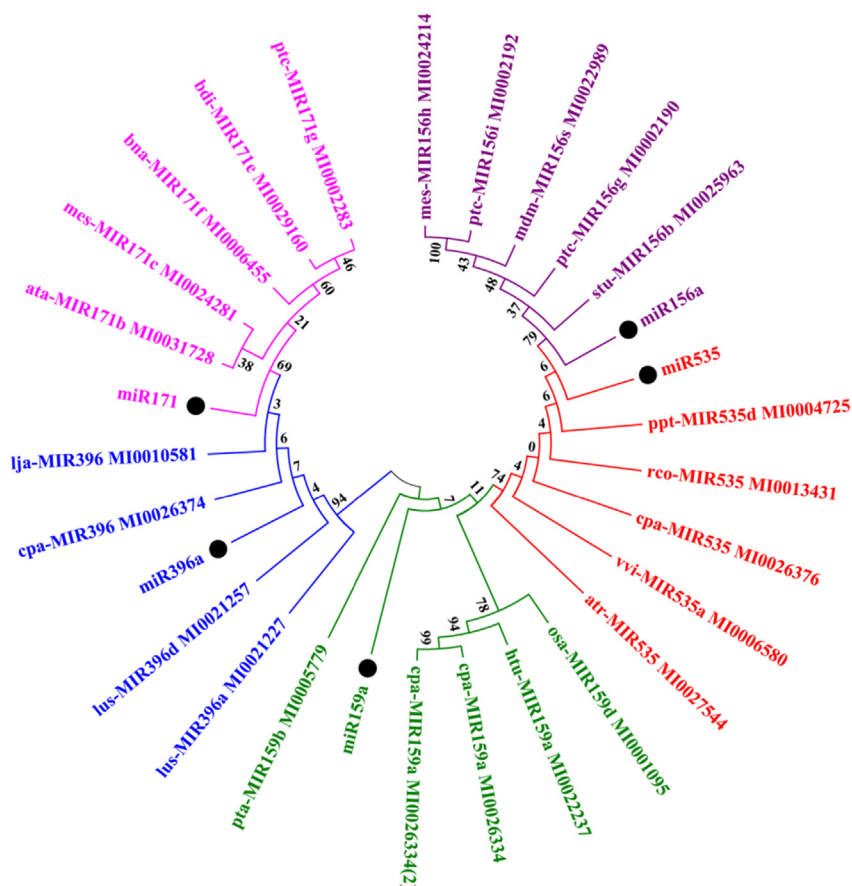 mes-MIR156h MI0024214
ptc-MIR156i MI0002192
mdm-MIR156s MI0022989
ptc-MIR156g MI0002190
stu-MIR156b MI0025963
miR156a
miR535
ppt-MIR535d MI0004725
rco-MIR535 MI0013431
cpa-MIR535 MI0026376
vvi-MIR535a MI0006580
atr-MIR535 MI0027544
osa-MIR159d MI0001095
htu-MIR159a MI0022237
cpa-MIR159a MI0026334
cpa-MIR159a MI0026334(2)
miR159a
pta-MIR159b MI0005779
lus-MIR396a MI0021227
lus-MIR396d MI0021257
miR396a
cpa-MIR396 MI0026374
lja-MIR396 MI0010581
miR171
ata-MIR171b MI0031728
mes-MIR171c MI0024281
bna-MIR171f MI0006455
bdi-MIR171e MI0029160
ptc-MIR171g MI0002283
100
43
48
37
79
6
6
4
0
4
74
11
7
78
94
99
94
4
7
6
3
69
38
21
60
46